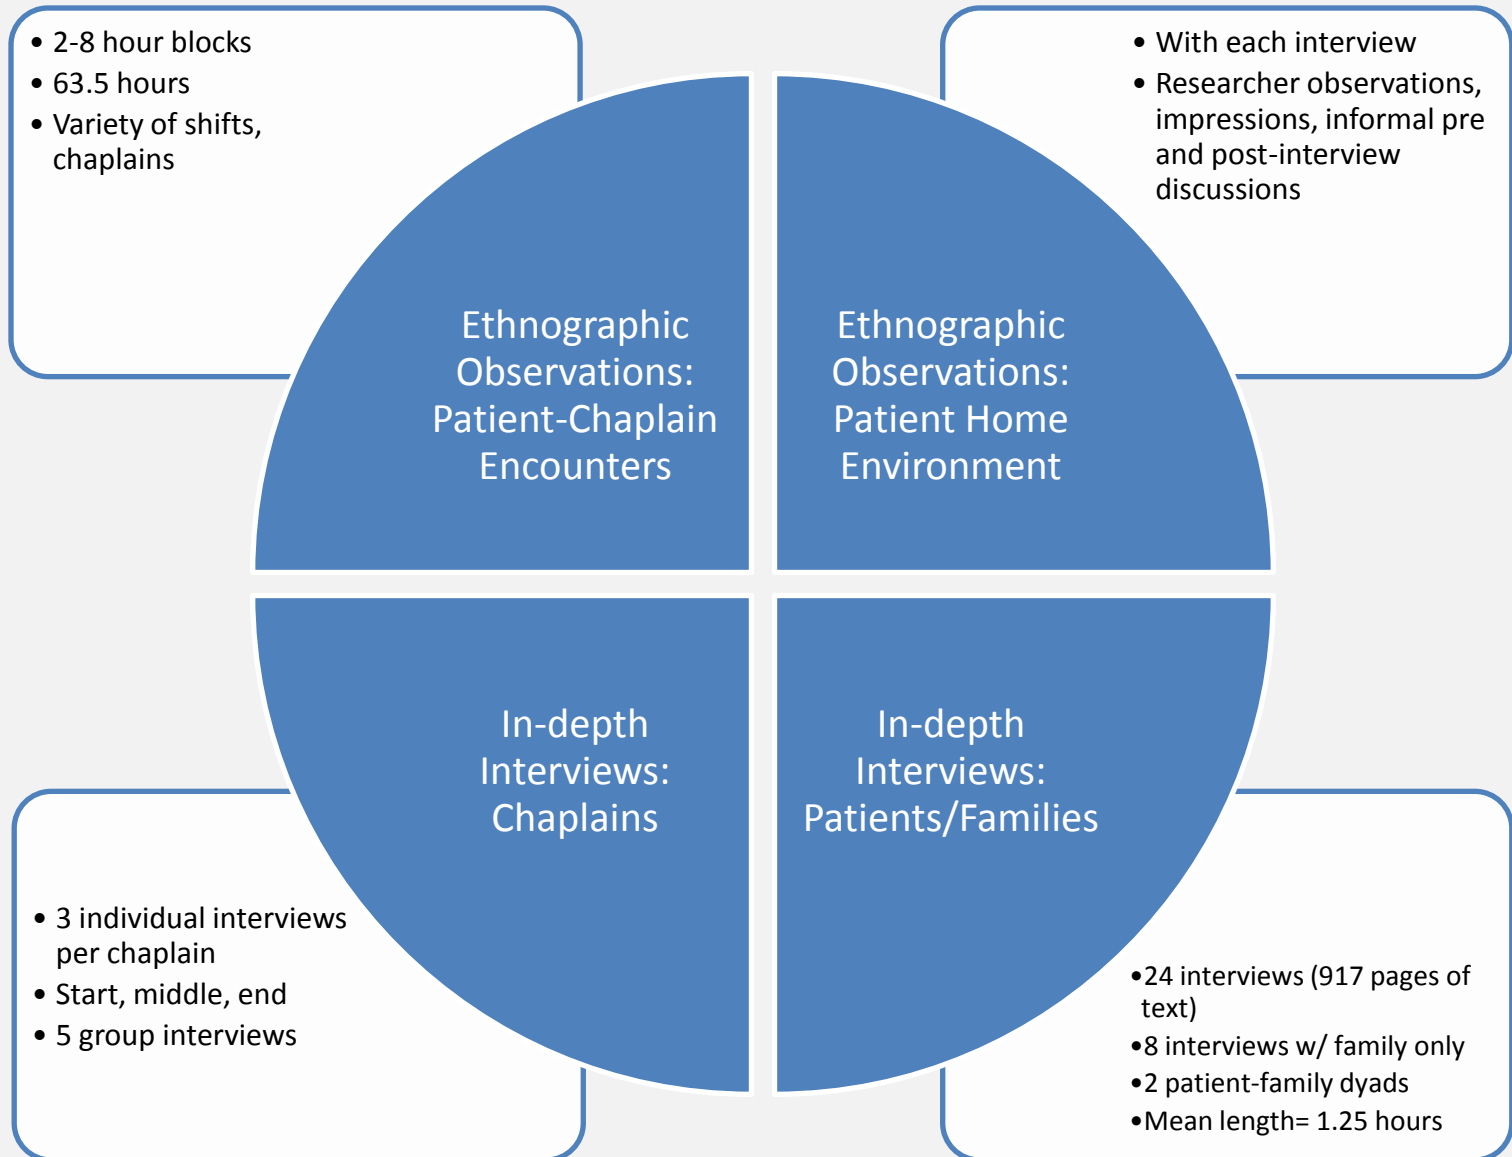 • 2-8 hour blocks
• 63.5 hours
• Variety of shifts,
chaplains
• With each interview
• Researcher observations,
impressions, informal pre
and post-interview
discussions
Ethnographic
Observations:
Patient-Chaplain
Encounters
Ethnographic
Observations:
Patient Home
Environment
In-depth
Interviews:
Chaplains
In-depth
Interviews:
Patients/Families
• 3 individual interviews
per chaplain
• Start, middle, end
• 5 group interviews
•24 interviews (917 pages of
text)
•8 interviews w/ family only
•2 patient-family dyads
•Mean length= 1.25 hours